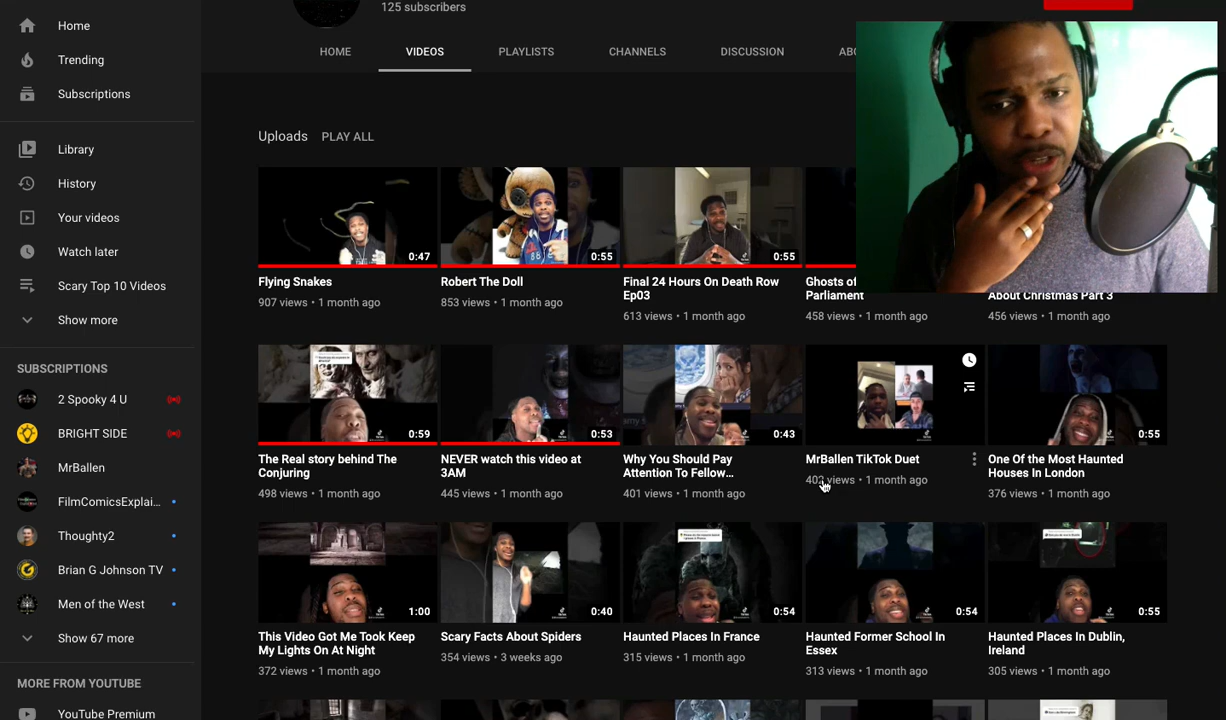 125 subscribers
HOME VIDEOS PLAYLISTS CHANNELS DISCUSSION
Home
Trending
Subscriptions
Library
History
Your videos
Watch later
Scary Top 10 Videos
Show more
SUBSCRIPTIONS
2 Spooky 4 U
BRIGHT SIDE
MrBallen
FilmComicsExplai...
Thoughty2
Brian G Johnson TV
Men of the West
Show 67 more
MORE FROM YOUTUBE
YouTube Premium
Uploads PLAY ALL
0:47
Flying Snakes
907 views • 1 month ago
0:55
Robert The Doll
853 views • 1 month ago
0:55
Final 24 Hours On Death Row
Ep03
613 views • 1 month ago
Ghosts of
Parliament
458 views • 1 month ago
About Christmas Part 3
456 views • 1 month ago
0:59
The Real story behind The
Conjuring
498 views • 1 month ago
0:53
NEVER watch this video at
3AM
445 views • 1 month ago
0:43
Why You Should Pay
Attention To Fellow...
401 views • 1 month ago
MrBallen TikTok Duet
views • 1 month ago
0:55
One Of the Most Haunted
Houses In London
376 views • 1 month ago
1:00
This Video Got Me Took Keep
My Lights On At Night
372 views • 1 month ago
0:40
Scary Facts About Spiders
354 views • 3 weeks ago
0:54
Haunted Places In France
315 views • 1 month ago
0:54
Haunted Former School In
Essex
313 views • 1 month ago
0:55
Haunted Places In Dublin,
Ireland
305 views • 1 month ago